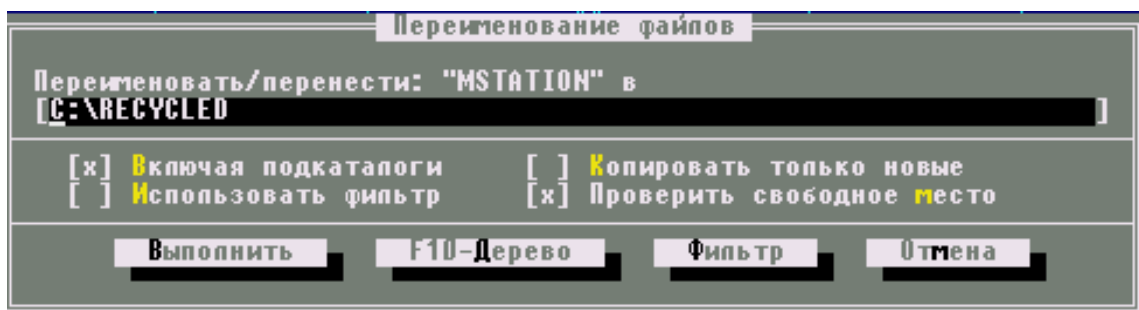 Переименование файлов
Переименовать/перенести: "MSTATION" в
[C:\RECYCLED ]
[x] Включая подкаталоги [ ] Копировать только новые
[ ] Использовать фильтр [x] Проверить свободное место
Выполнить F10-Дерево Фильтр Отмена